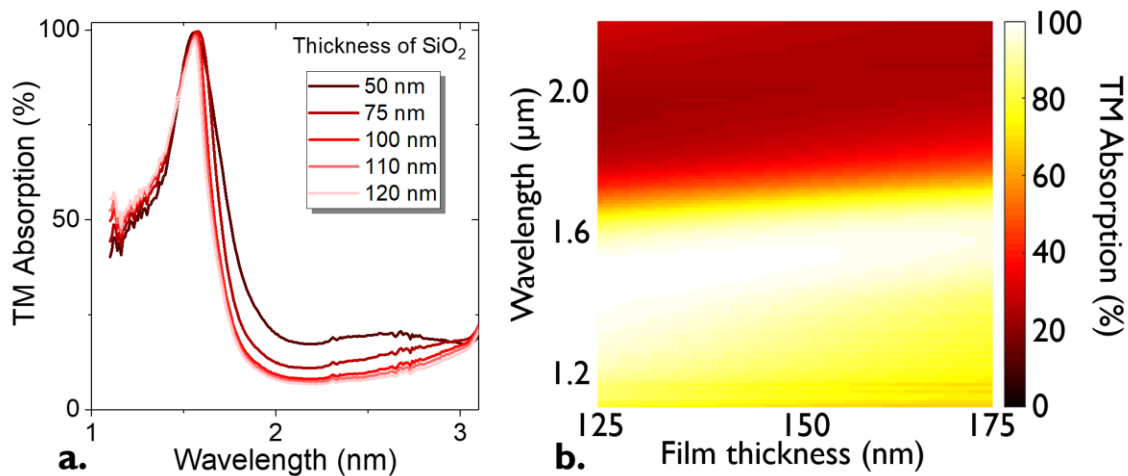 100
50
0
TM Absorption (%)
Thickness of SiO₂
50 nm
75 nm
100 nm
110 nm
120 nm
1
2
3
Wavelength (nm)
a.
2.0
1.6
1.2
Wavelength (μm)
125
150
175
Film thickness (nm)
b.
100
80
60
40
20
0
TM Absorption (%)